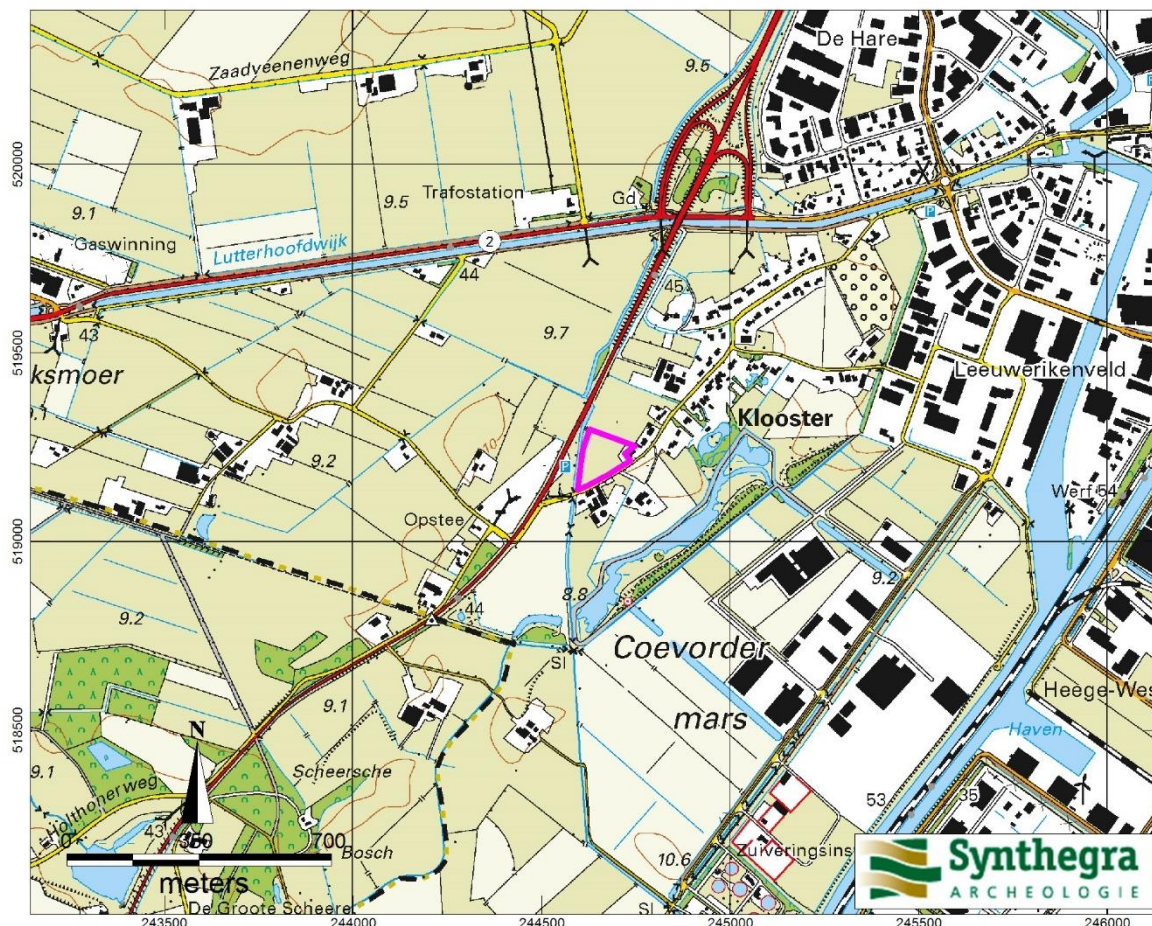 De Hare
Zaadveenenweg
9.5
520000
Trafostation
Gd
P
9.1
9.5
Gaswinning
Lutterhoofdwijk
2
44
45
43
9.7
519500
ksmoer
Leeuwerikenveld
Klooster
10
9.2
P
Werf 54
Opstee
519000
9.2
8.8
9.2
44
Sl
Coevorder
mars
Heege-Wes
9.1
Haven
518500
N
9.1
Scheersche
Holthonerweg
43
53
35
0
350
700
Bosch
meters
10.6
Zuiveringsins
De Groote Scheerel
Sl
Synthegra
ARCHEOLOGIE
243500
244000
244500
245000
245500
246000